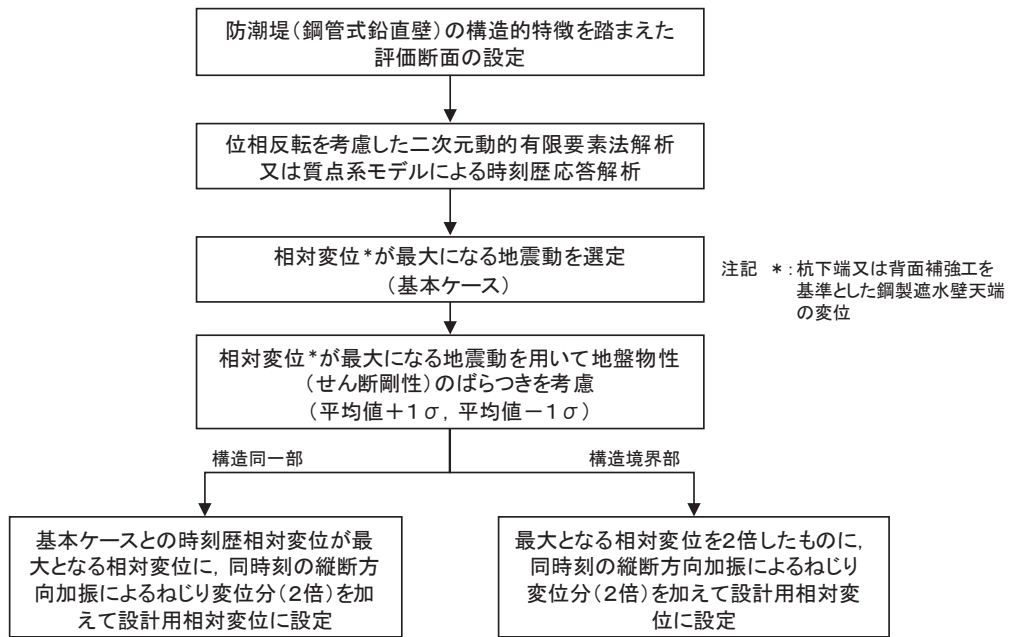 防潮堤（鋼管式鉛直壁）の構造的特徴を踏まえた
評価断面の設定
位相反転を考慮した二次元動的有限要素法解析
又は質点系モデルによる時刻歴応答解析
相対変位*が最大になる地震動を選定
（基本ケース）
注記　*：杭下端又は背面補強工を
基準とした鋼製遮水壁天端
の変位
相対変位*が最大になる地震動を用いて地盤物性
（せん断剛性）のばらつきを考慮
（平均値＋１σ，平均値－１σ）
構造同一部
構造境界部
基本ケースとの時刻歴相対変位が最
大となる相対変位に，同時刻の縦断方
向加振によるねじり変位分（２倍）を加
えて設計用相対変位に設定
最大となる相対変位を２倍したものに，
同時刻の縦断方向加振によるねじり
変位分（２倍）を加えて設計用相対変
位に設定